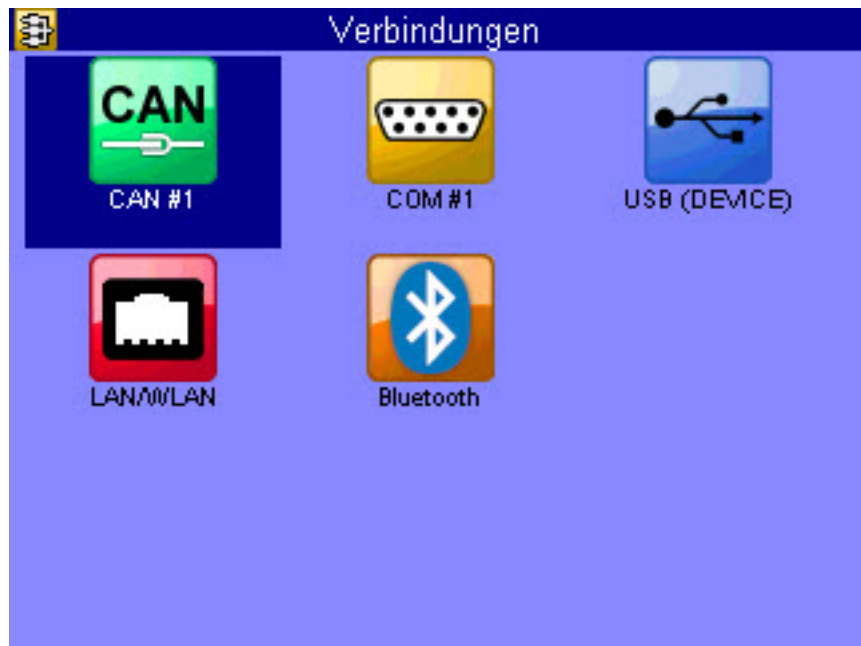 Verbindungen
CAN
CAN #1
COM #1
USB (DEVICE)
LAN/WLAN
Bluetooth